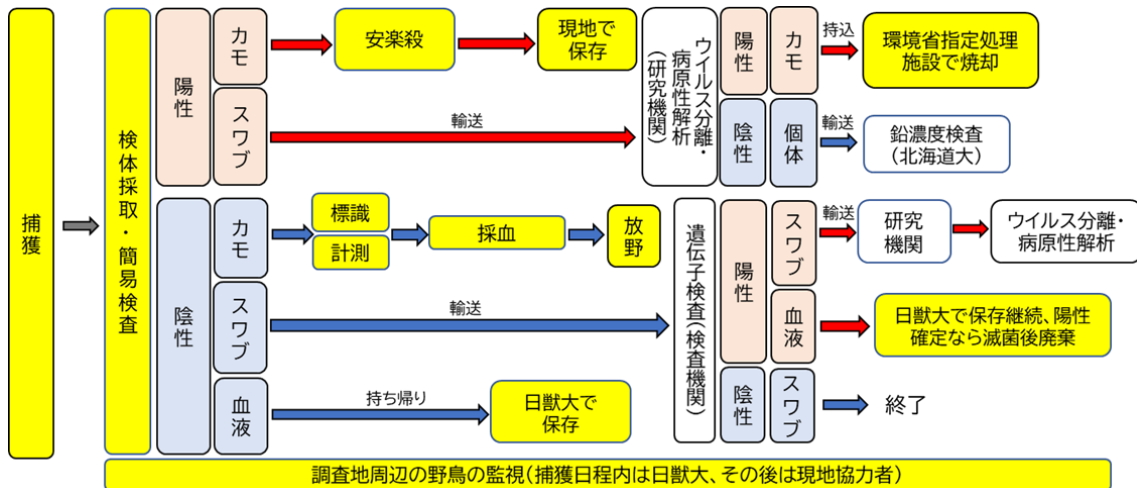 捕獲
検体採取・簡易検査
陽性
カモ
安楽殺
現地で
保存
スワブ
輸送
ウイルス分離・
病原性解析
(研究機関)
陽性
カモ
持込
環境省指定処理
施設で焼却
陰性
個体
輸送
鉛濃度検査
(北海道大)
陰性
カモ
標識
計測
採血
放野
スワブ
輸送
血液
持ち帰り
日獣大で
保存
遺伝子検査(検査機関)
陽性
スワブ
輸送
研究
機関
ウイルス分離・
病原性解析
血液
日獣大で保存継続、陽性
確定なら滅菌後廃棄
陰性
スワブ
終了
調査地周辺の野鳥の監視(捕獲日程内は日獣大、その後は現地協力者)